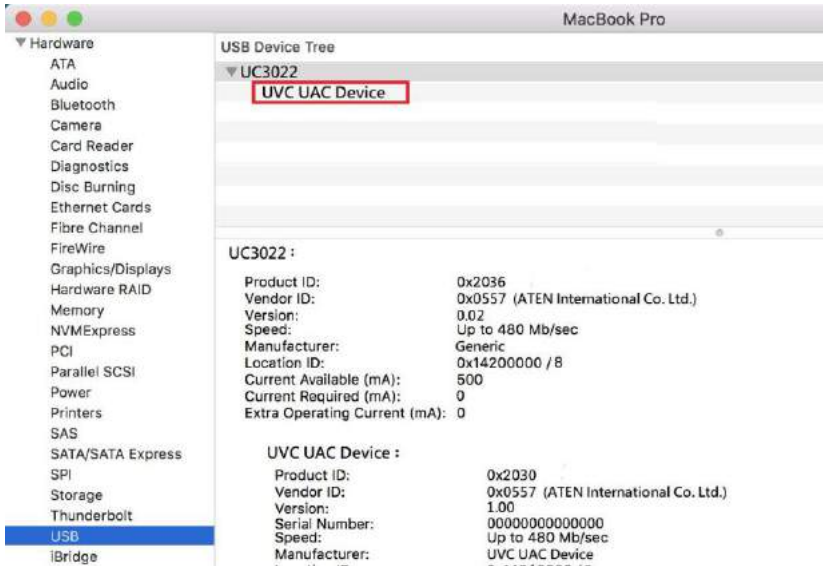 MacBook Pro
Hardware
ATA
Audio
Bluetooth
Camera
Card Reader
Diagnostics
Disc Burning
Ethernet Cards
Fibre Channel
FireWire
Graphics/Displays
Hardware RAID
Memory
NVMExpress
PCI
Parallel SCSI
Power
Printers
SAS
SATA/SATA Express
SPI
Storage
Thunderbolt
USB
iBridge
USB Device Tree
UC3022
UVC UAC Device
UC3022 :
Product ID: 0x2036
Vendor ID: 0x0557 (ATEN International Co. Ltd.)
Version: 0.02
Speed: Up to 480 Mb/sec
Manufacturer: Generic
Location ID: 0x14200000 / 8
Current Available (mA): 500
Current Required (mA): 0
Extra Operating Current (mA): 0
UVC UAC Device :
Product ID: 0x2030
Vendor ID: 0x0557 (ATEN International Co. Ltd.)
Version: 1.00
Serial Number: 00000000000000
Speed: Up to 480 Mb/sec
Manufacturer: UVC UAC Device